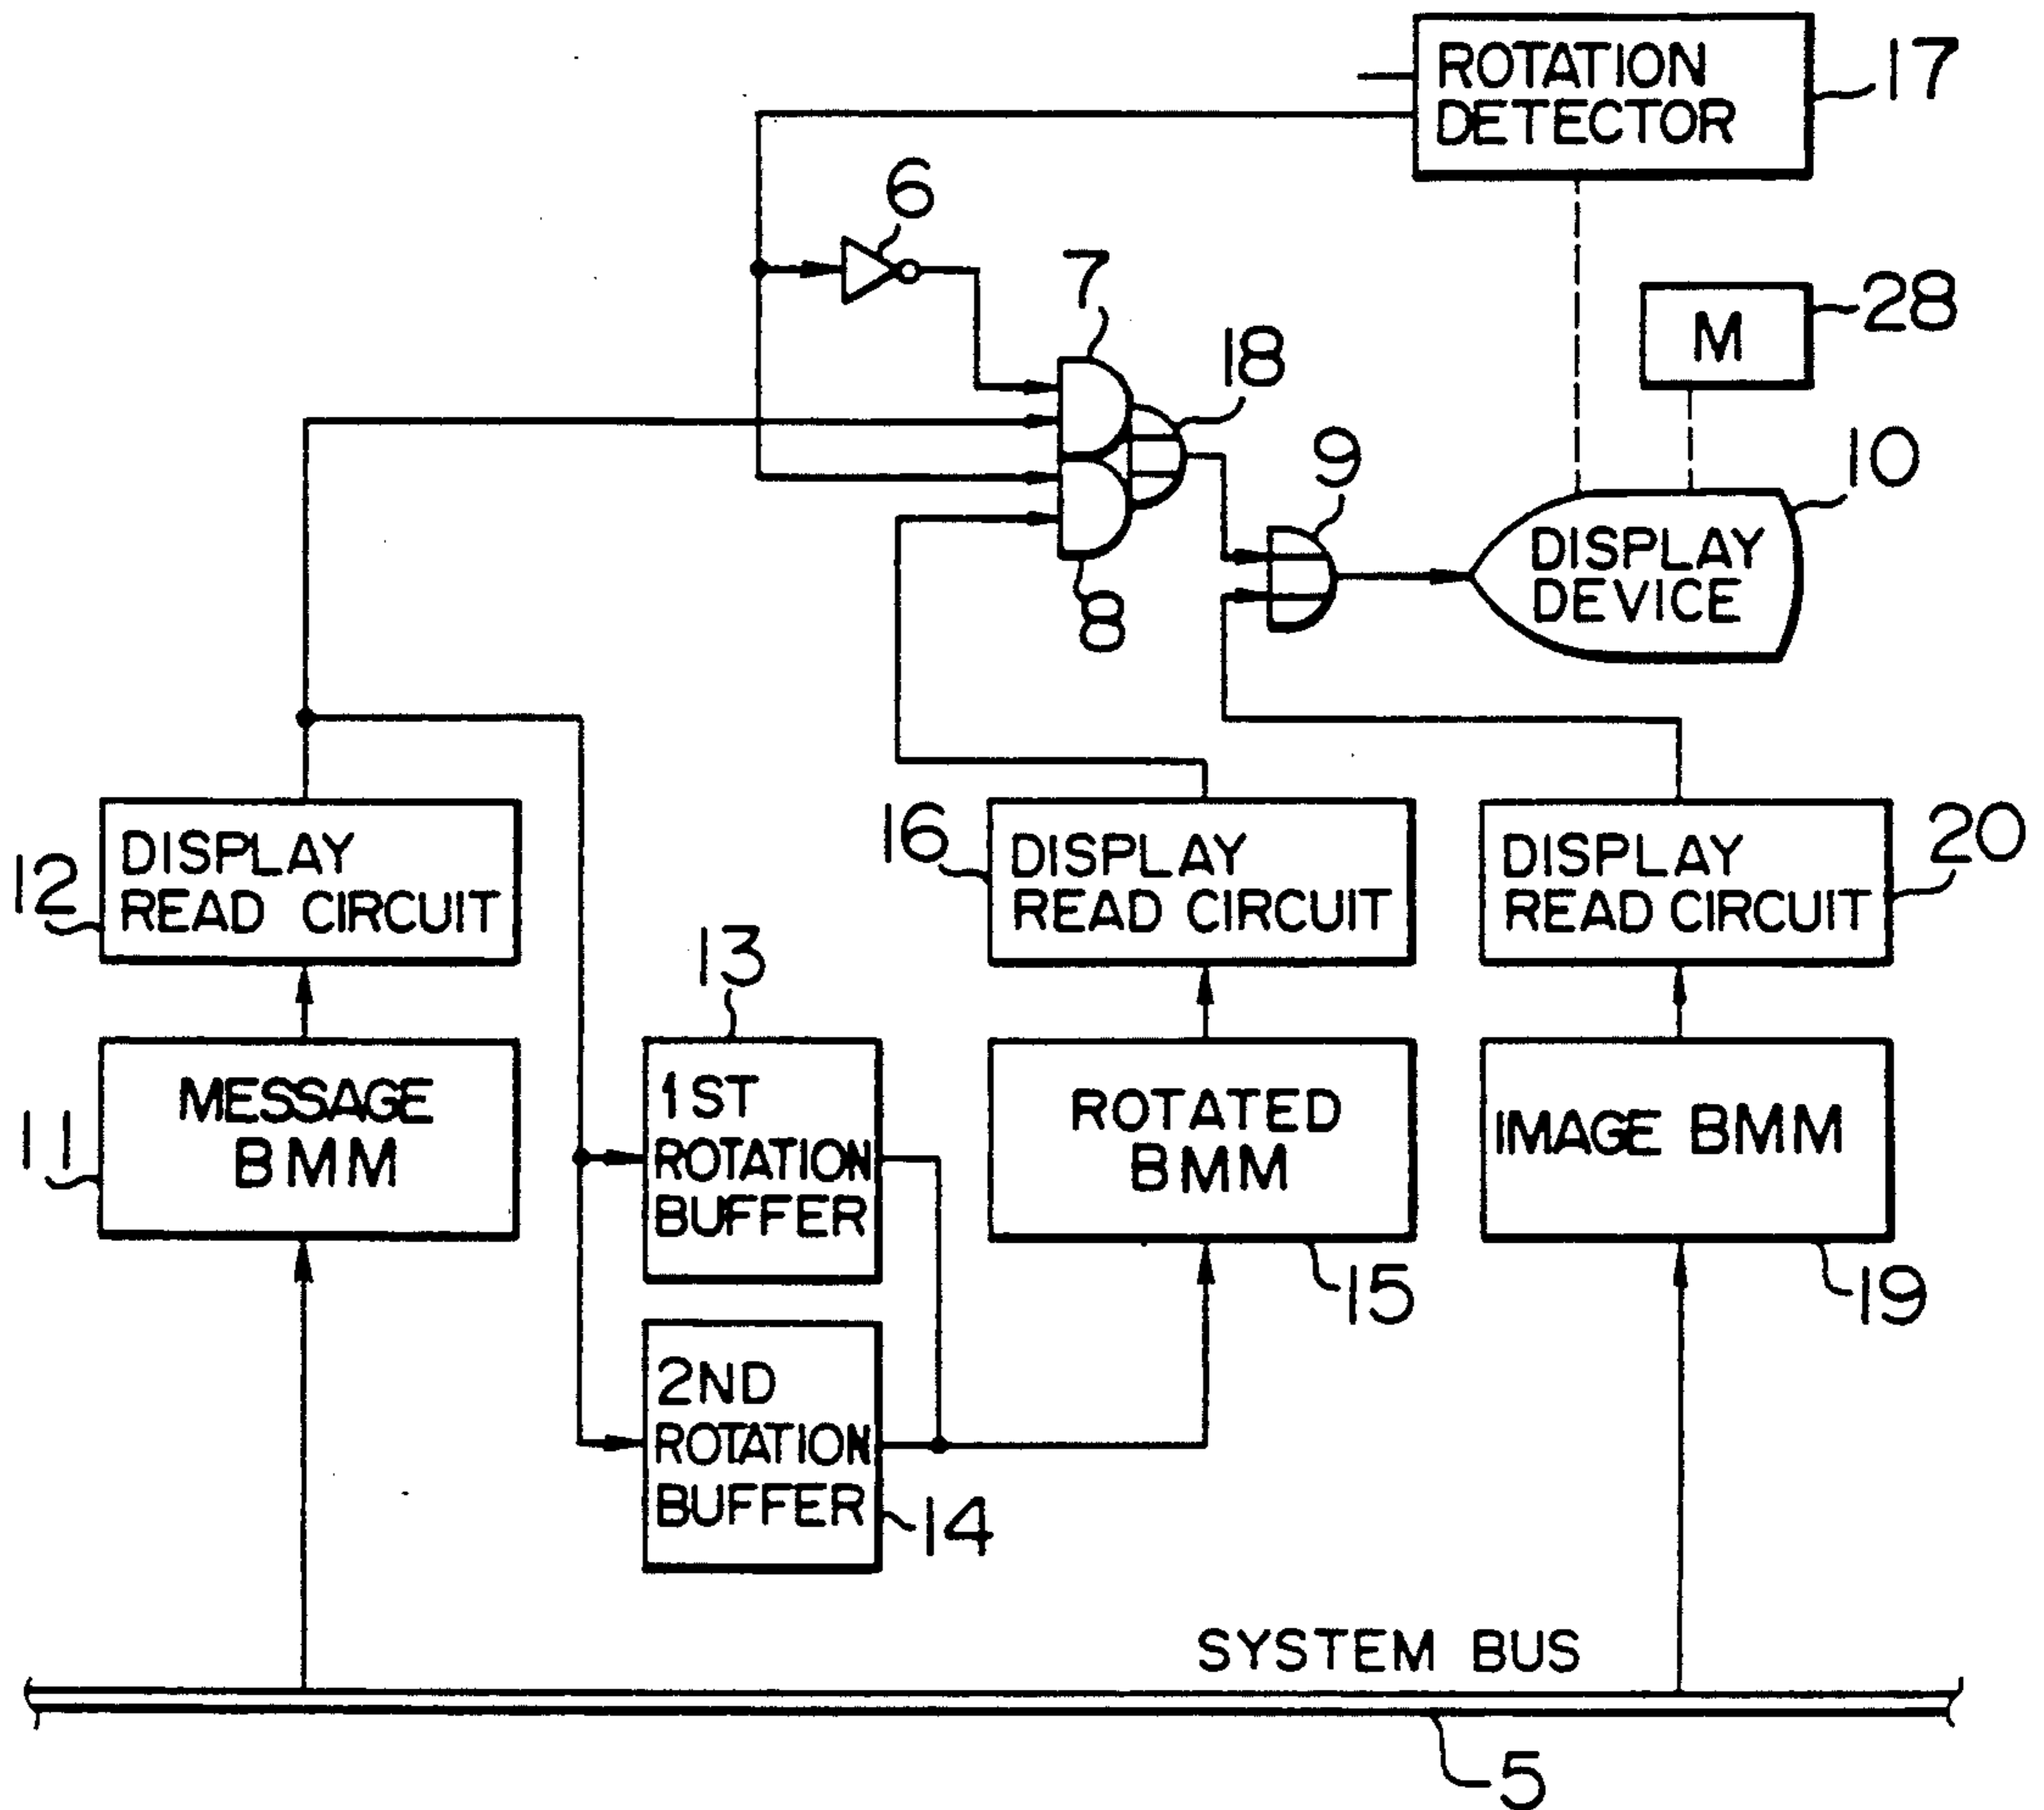 ROTATION
DETECTOR
17
6
7
M
28
18
9
10
DISPLAY
DEVICE
8
12
DISPLAY
READ CIRCUIT
16
DISPLAY
READ CIRCUIT
DISPLAY
READ CIRCUIT
20
13
11
MESSAGE
BMM
1ST
ROTATION
BUFFER
ROTATED
BMM
IMAGE BMM
15
19
2ND
ROTATION
BUFFER
14
SYSTEM BUS
5